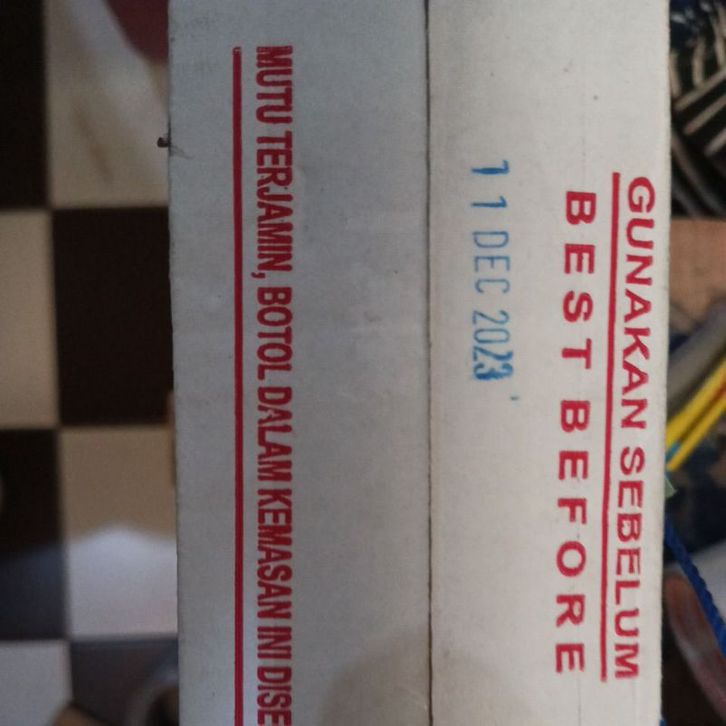 GUNAKAN SEBELUM
BEST BEFORE
11 DEC 2023
MUTU TERJAMIN, BOTOL DALAM KEMASAN INI DISE